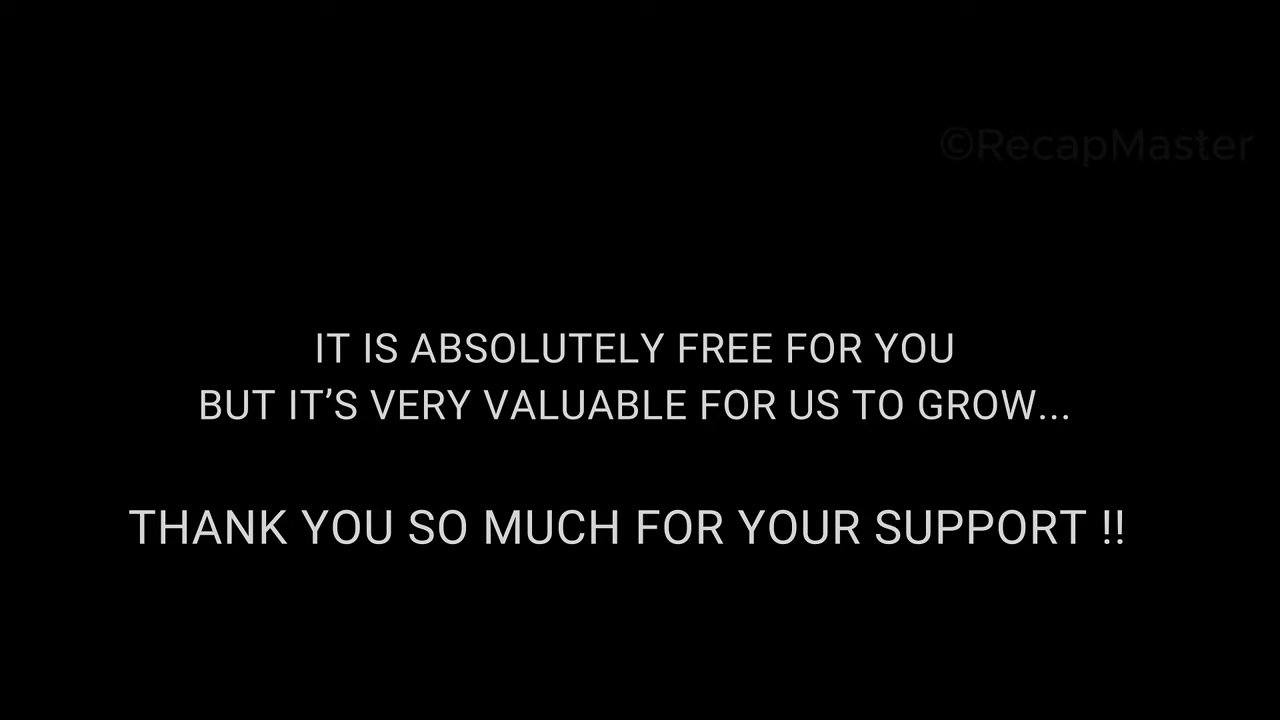 ©RecapMaster
IT IS ABSOLUTELY FREE FOR YOU
BUT IT’S VERY VALUABLE FOR US TO GROW...
THANK YOU SO MUCH FOR YOUR SUPPORT !!